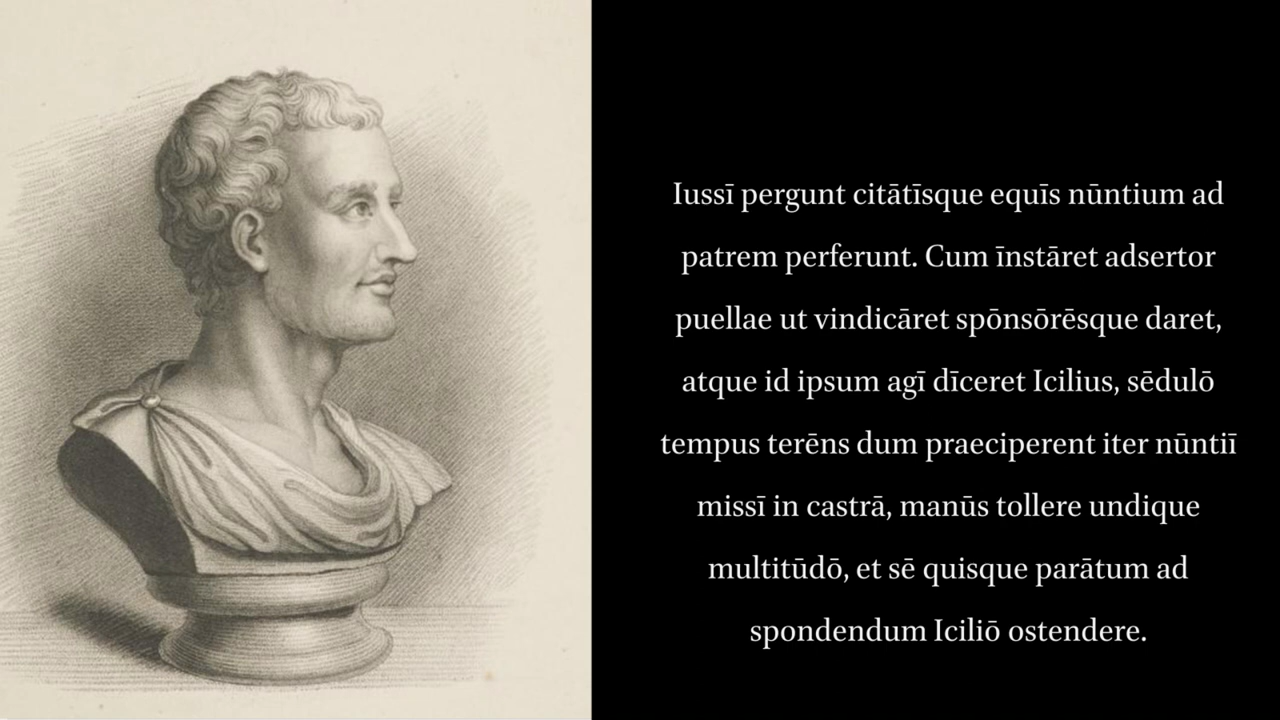 Iussī pergunt citātīsque equīs nūntium ad
patrem perferunt. Cum īnstāret adsertor
puellae ut vindicāret spōnsōrēsque daret,
atque id ipsum agī dīceret Icilius, sēdulō
tempus terēns dum praeciperent iter nūntiī
missī in castrā, manūs tollere undique
multitūdō, et sē quisque parātum ad
spondendum Iciliō ostendere.